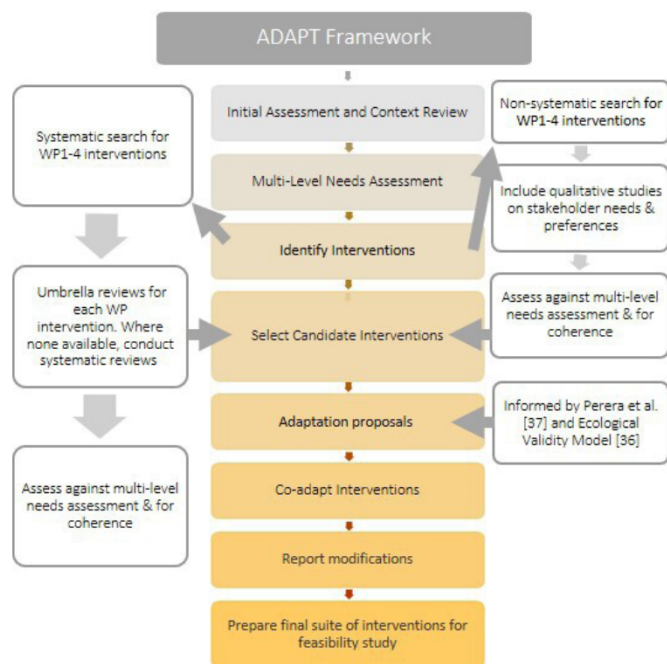 ADAPT Framework
Initial Assessment and Context Review
Multi-Level Needs Assessment
Identify Interventions
Select Candidate Interventions
Adaptation proposals
Co-adapt Interventions
Report modifications
Prepare final suite of interventions for
feasibility study
Systematic search for
WP1-4 interventions
Umbrella reviews for
each WP
intervention. Where
none available, conduct
systematic reviews
Assess against multi-level
needs assessment & for
coherence
Non-systematic search for
WP1-4 interventions
Include qualitative studies
on stakeholder needs &
preferences
Assess against multi-level
needs assessment & for
coherence
Informed by Perera et al.
[37] and Ecological
Validity Model [36]